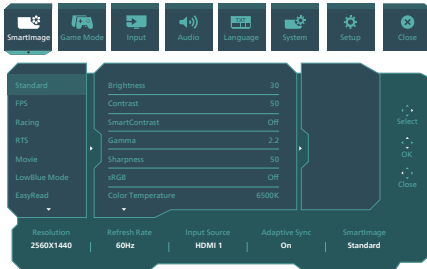 SmartImage
Game Mode
Input
Audio
TXT
Language
System
Setup
Close
Standard
FPS
Racing
RTS
Movie
LowBlue Mode
EasyRead
Brightness 30
Contrast 50
SmartContrast Off
Gamma 2.2
Sharpness 50
sRGB Off
Color Temperature 6500K
Select
OK
Close
Resolution Refresh Rate Input Source Adaptive Sync SmartImage
2560X1440 60Hz HDMI 1 On Standard